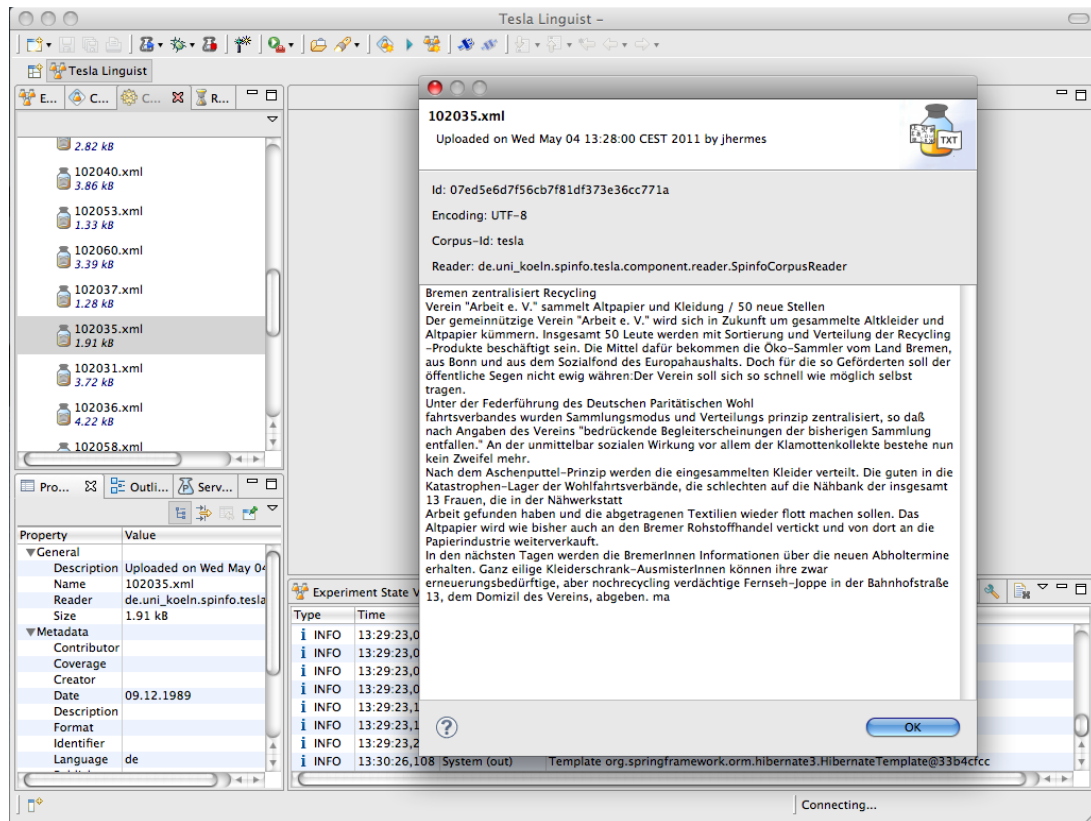 Tesla Linguist –
Tesla Linguist
E... C... C... R...
2.82 kB
102040.xml
3.86 kB
102053.xml
1.33 kB
102060.xml
3.39 kB
102037.xml
1.28 kB
102035.xml
1.91 kB
102031.xml
3.72 kB
102036.xml
4.22 kB
102058.xml
Pro... Outli... Serv...
Property Value
General
Description Uploaded on Wed May 04
Name 102035.xml
Reader de.uni_koeln.spinfo.tesla
Size 1.91 kB
Metadata
Contributor
Coverage
Creator
Date 09.12.1989
Description
Format
Identifier
Language de
102035.xml
Uploaded on Wed May 04 13:28:00 CEST 2011 by jhermes
TXT
Id: 07ed5e6d7f56cb7f81df373e36cc771a
Encoding: UTF-8
Corpus-Id: tesla
Reader: de.uni_koeln.spinfo.tesla.component.reader.SpinfoCorpusReader
Bremen zentralisiert Recycling
Verein "Arbeit e. V." sammelt Altpapier und Kleidung / 50 neue Stellen
Der gemeinnützige Verein "Arbeit e. V." wird sich in Zukunft um gesammelte Altkleider und
Altpapier kümmern. Insgesamt 50 Leute werden mit Sortierung und Verteilung der Recycling
-Produkte beschäftigt sein. Die Mittel dafür bekommen die Öko-Sammler vom Land Bremen,
aus Bonn und aus dem Sozialfond des Europahaushalts. Doch für die so Geförderten soll der
öffentliche Segen nicht ewig währen:Der Verein soll sich so schnell wie möglich selbst
tragen.
Unter der Federführung des Deutschen Paritätischen Wohl
fahrtsverbandes wurden Sammlungsmodus und Verteilungs prinzip zentralisiert, so daß
nach Angaben des Vereins "bedrückende Begleiterscheinungen der bisherigen Sammlung
entfallen." An der unmittelbar sozialen Wirkung vor allem der Klamottenkollekte bestehe nun
kein Zweifel mehr.
Nach dem Aschenputtel-Prinzip werden die eingesammelten Kleider verteilt. Die guten in die
Katastrophen-Lager der Wohlfahrtsverbände, die schlechten auf die Nähbank der insgesamt
13 Frauen, die in der Nähwerkstatt
Arbeit gefunden haben und die abgetragenen Textilien wieder flott machen sollen. Das
Altpapier wird wie bisher auch an den Bremer Rohstoffhandel vertickt und von dort an die
Papierindustrie weiterverkauft.
In den nächsten Tagen werden die BremerInnen Informationen über die neuen Abholtermine
erhalten. Ganz eilige Kleiderschrank-AusmisterInnen können ihre zwar
erneuerungsbedürftige, aber nochrecycling verdächtige Fernseh-Joppe in der Bahnhofstraße
13, dem Domizil des Vereins, abgeben. ma
OK
Experiment State V
Type Time
INFO 13:29:23,0
INFO 13:29:23,0
INFO 13:29:23,0
INFO 13:29:23,0
INFO 13:29:23,1
INFO 13:29:23,1
INFO 13:29:23,2
INFO 13:30:26,108 System (out) Template org.springframework.orm.hibernate3.HibernateTemplate@33b4cfcc
Connecting...